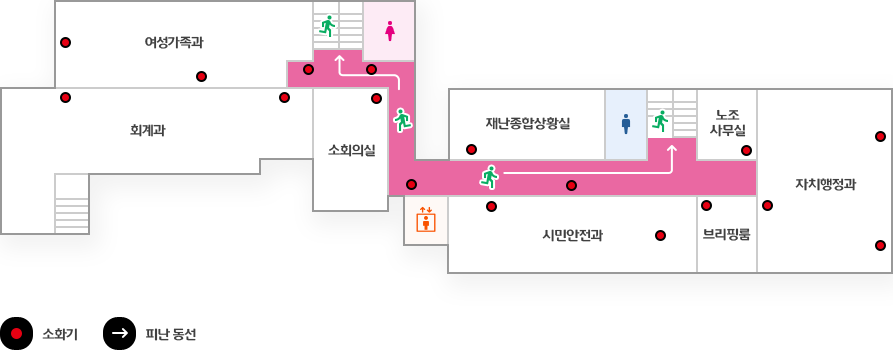 여성가족과
회계과
소회의실
재난종합상황실
노조
사무실
자치행정과
시민안전과
브리핑룸
소화기
피난 동선